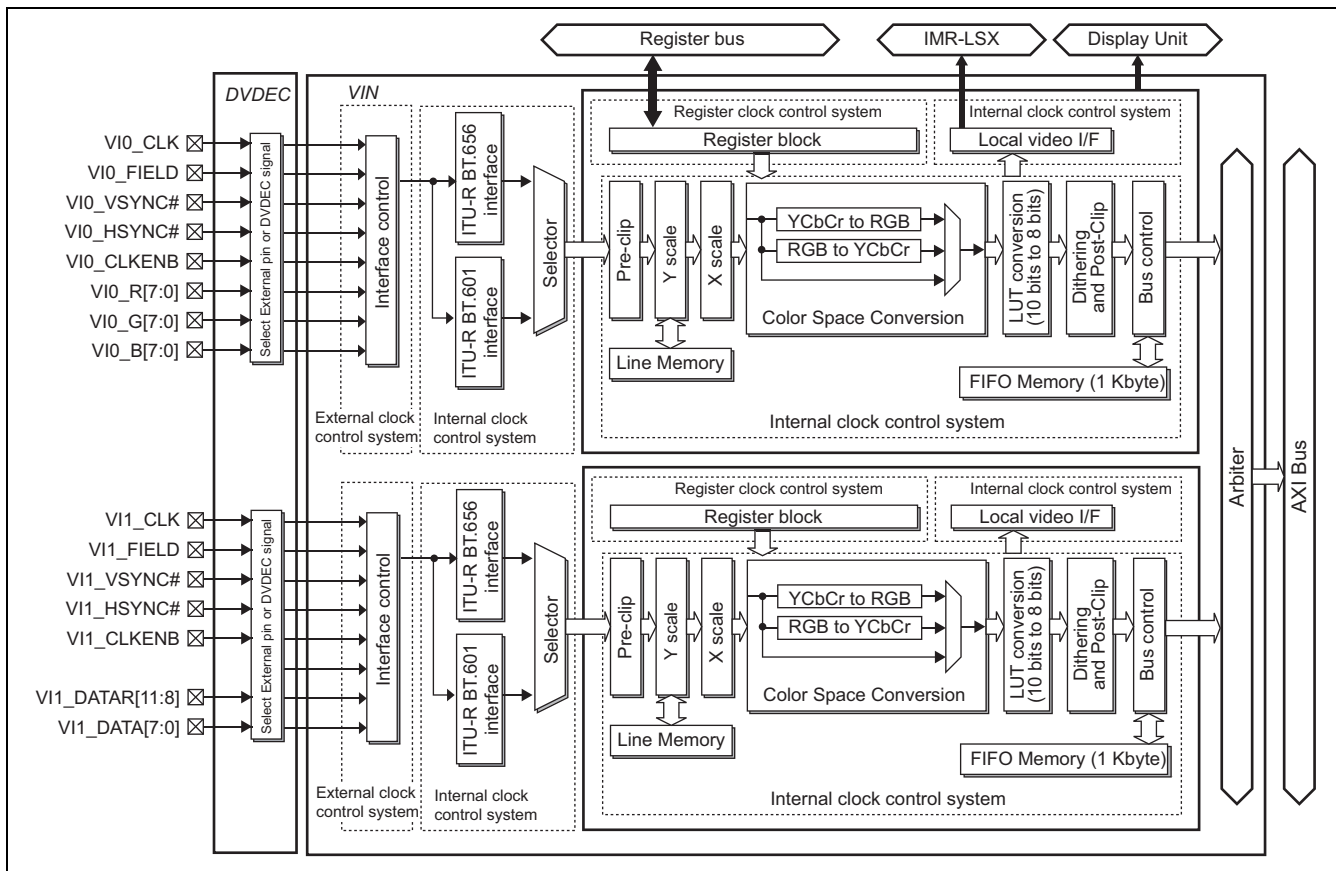 Register bus
IMR-LSX
Display Unit
DVDEC
VIN
VI0_CLK
VI0_FIELD
VI0_VSYNC#
VI0_HSYNC#
VI0_CLKENB
VI0_R[7:0]
VI0_G[7:0]
VI0_B[7:0]
Select External pin or DVDEC signal
Interface control
ITU-R BT.656
interface
ITU-R BT.601
interface
Selector
External clock
control system
Internal clock
control system
Register clock control system
Register block
Internal clock control system
Local video I/F
Pre-clip
Y scale
X scale
YCbCr to RGB
RGB to YCbCr
Color Space Conversion
LUT conversion
(10 bits to 8 bits)
Dithering
and Post-Clip
Bus control
Line Memory
FIFO Memory (1 Kbyte)
Internal clock control system
VI1_CLK
VI1_FIELD
VI1_VSYNC#
VI1_HSYNC#
VI1_CLKENB
VI1_DATAR[11:8]
VI1_DATA[7:0]
Select External pin or DVDEC signal
Interface control
ITU-R BT.656
interface
ITU-R BT.601
interface
Selector
External clock
control system
Internal clock
control system
Register clock control system
Register block
Internal clock control system
Local video I/F
Pre-clip
Y scale
X scale
YCbCr to RGB
RGB to YCbCr
Color Space Conversion
LUT conversion
(10 bits to 8 bits)
Dithering
and Post-Clip
Bus control
Line Memory
FIFO Memory (1 Kbyte)
Internal clock control system
Arbiter
AXI Bus